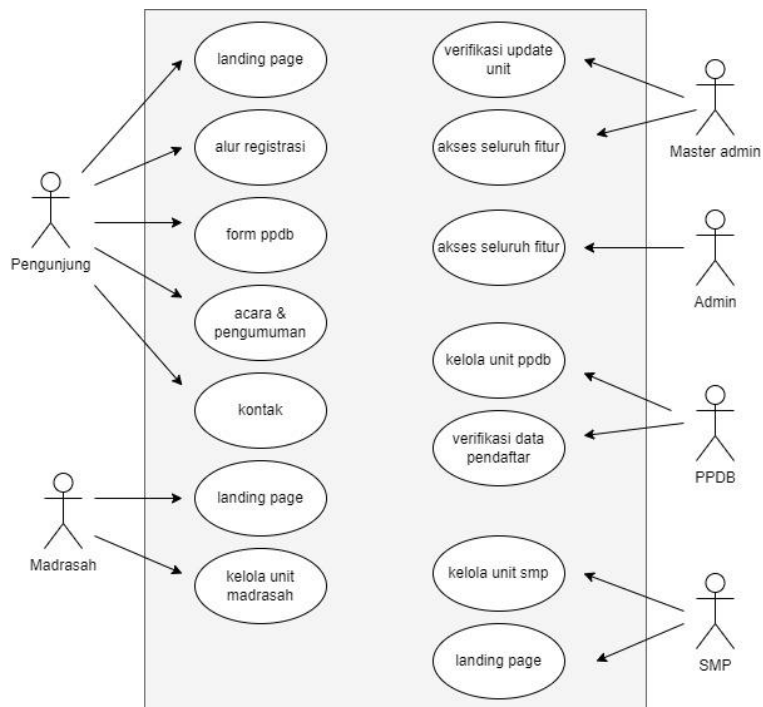 landing page
alur registrasi
form ppdb
acara &
pengumuman
kontak
landing page
kelola unit
madrasah
Pengunjung
Madrasah
verifikasi update
unit
akses seluruh fitur
akses seluruh fitur
kelola unit ppdb
verifikasi data
pendaftar
kelola unit smp
landing page
Master admin
Admin
PPDB
SMP